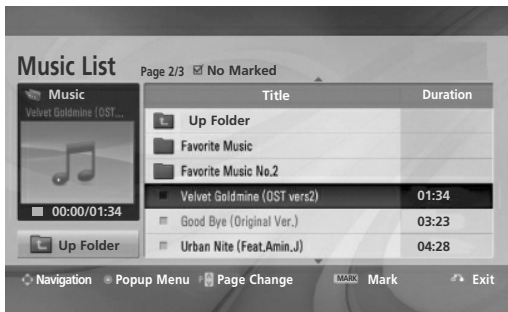 Music List Page 2/3 No Marked
Music
Velvet Goldmine (OST...
00:00/01:34
Up Folder
Title Duration
Up Folder
Favorite Music
Favorite Music No.2
Velvet Goldmine (OST vers2) 01:34
Good Bye (Original Ver.) 03:23
Urban Nite (Feat.Amin.J) 04:28
Navigation Popup Menu P Page Change MARK Mark Exit